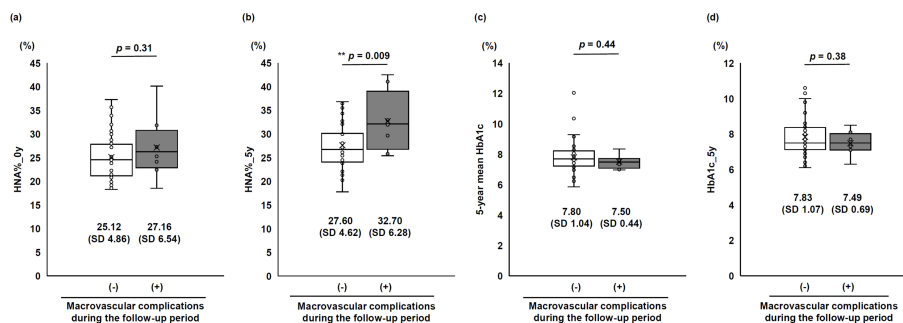 (a)
(%)
p = 0.31
45
40
35
30
25
20
15
10
5
0
HNA%_0y
25.12
(SD 4.86)
27.16
(SD 6.54)
(-)
(+)
Macrovascular complications
during the follow-up period
(b)
(%)
** p = 0.009
45
40
35
30
25
20
15
10
5
0
HNA%_5y
27.60
(SD 4.62)
32.70
(SD 6.28)
(-)
(+)
Macrovascular complications
during the follow-up period
(c)
(%)
p = 0.44
16
14
12
10
8
6
4
2
0
5-year mean HbA1c
7.80
(SD 1.04)
7.50
(SD 0.44)
(-)
(+)
Macrovascular complications
during the follow-up period
(d)
(%)
p = 0.38
12
10
8
6
4
2
0
HbA1c_5y
7.83
(SD 1.07)
7.49
(SD 0.69)
(-)
(+)
Macrovascular complications
during the follow-up period